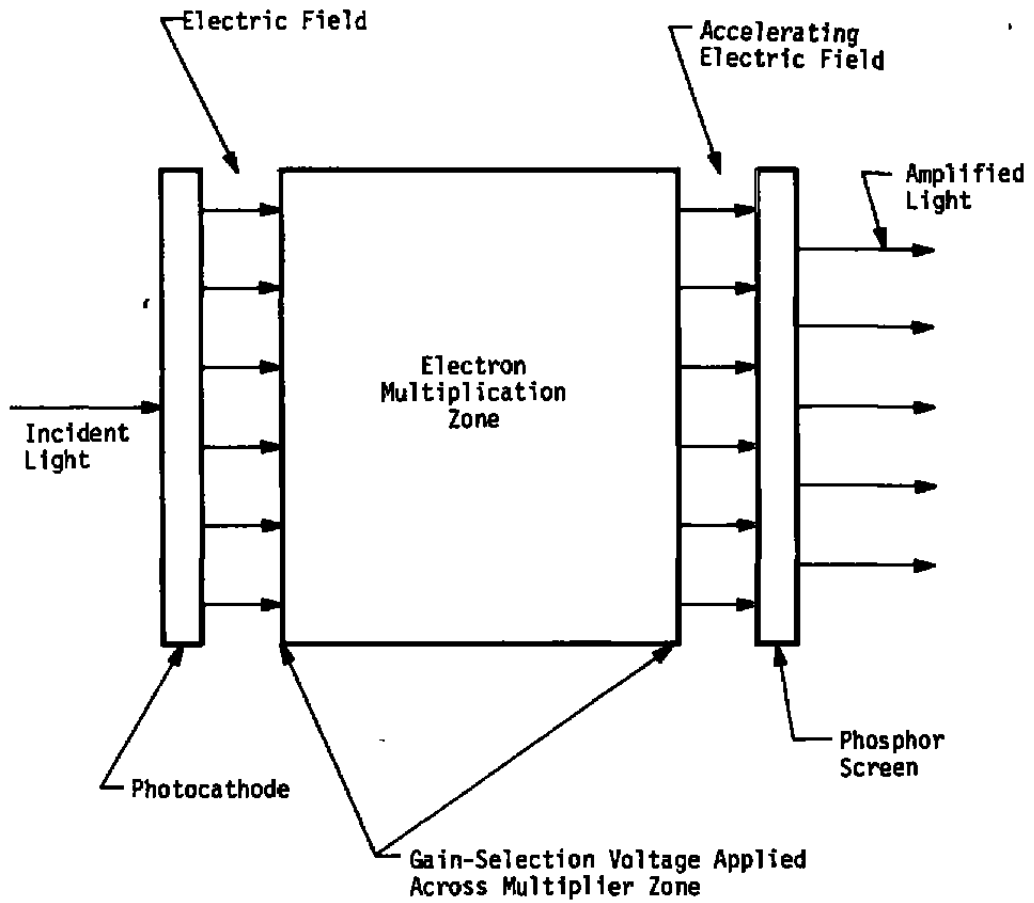 Electric Field
Accelerating
Electric Field
Amplified
Light
Electron
Multiplication
Zone
Incident
Light
Phosphor
Screen
Photocathode
Gain-Selection Voltage Applied
Across Multiplier Zone